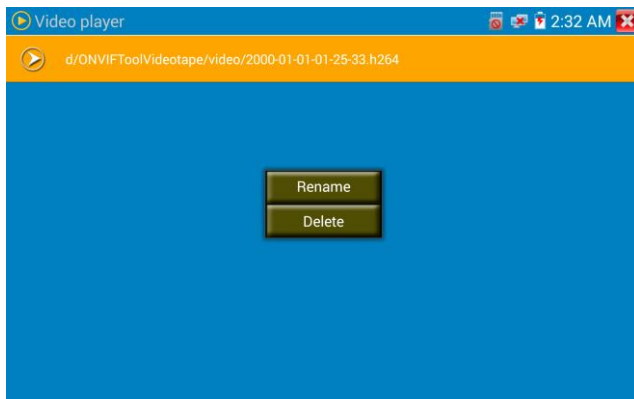 Video player
2:32 AM
d/ONVIFToolVideotape/video/2000-01-01-01-25-33.h264
Rename
Delete